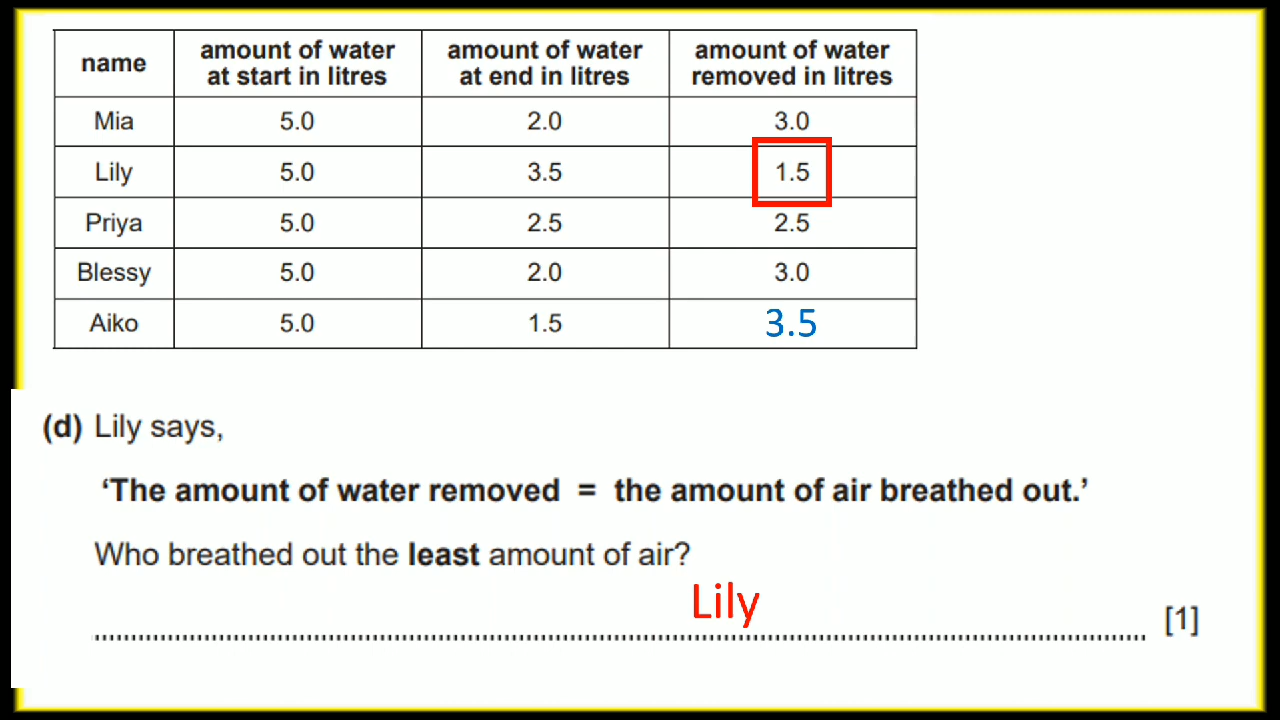 name amount of water at start in litres amount of water at end in litres amount of water removed in litres
Mia 5.0 2.0 3.0
Lily 5.0 3.5 1.5
Priya 5.0 2.5 2.5
Blessy 5.0 2.0 3.0
Aiko 5.0 1.5 3.5
(d) Lily says,
‘The amount of water removed = the amount of air breathed out.’
Who breathed out the least amount of air?
Lily
[1]